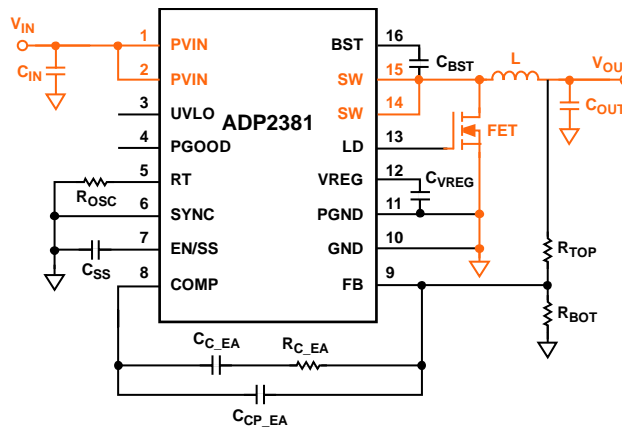 VIN
CIN
1 PVIN
2 PVIN
3 UVLO
4 PGOOD
5 RT
6 SYNC
7 EN/SS
8 COMP
ADP2381
BST 16
SW 15
SW 14
LD 13
VREG 12
PGND 11
GND 10
FB 9
CBST
L
VOU
COUT
FET
CVREG
ROSC
CSS
RTOP
RBOT
CC_EA
RC_EA
CCP_EA